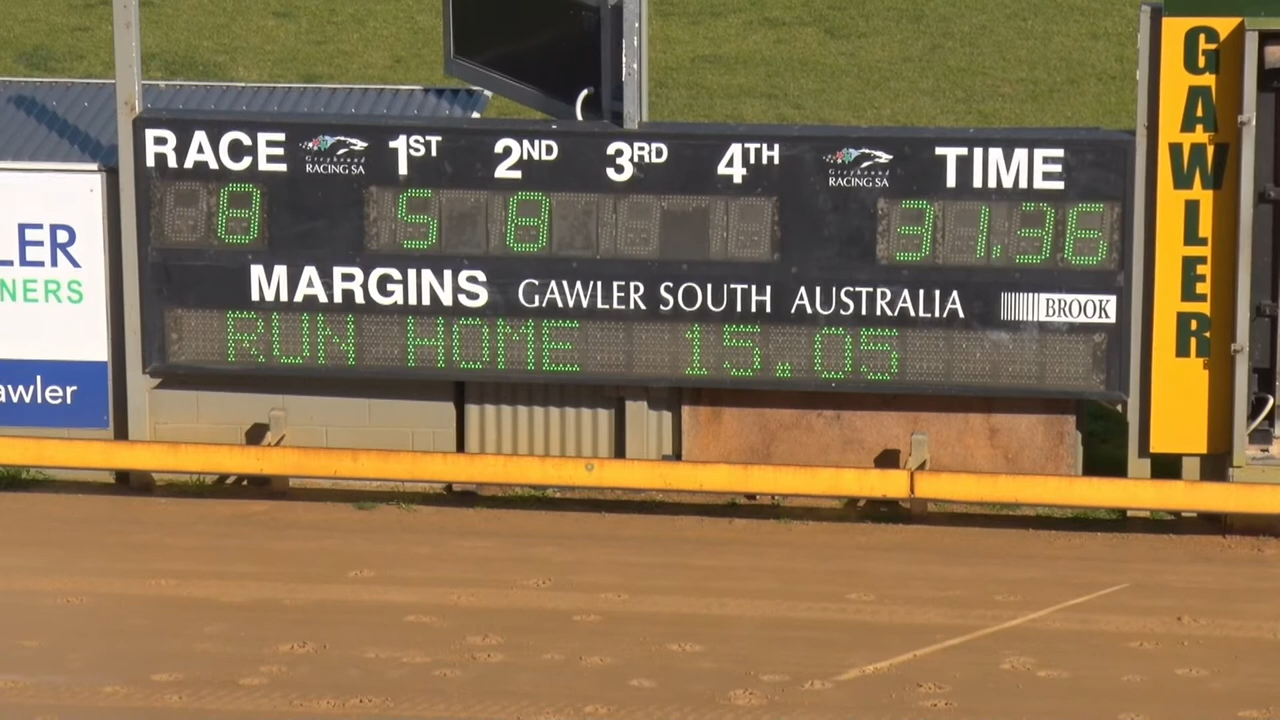 RACE Greyhound RACING SA 1ST 2ND 3RD 4TH Greyhound RACING SA TIME
8 5 8 31.36
MARGINS GAWLER SOUTH AUSTRALIA BROOK
RUN HOME 15.05
GAWLER
LER
NERS
awler